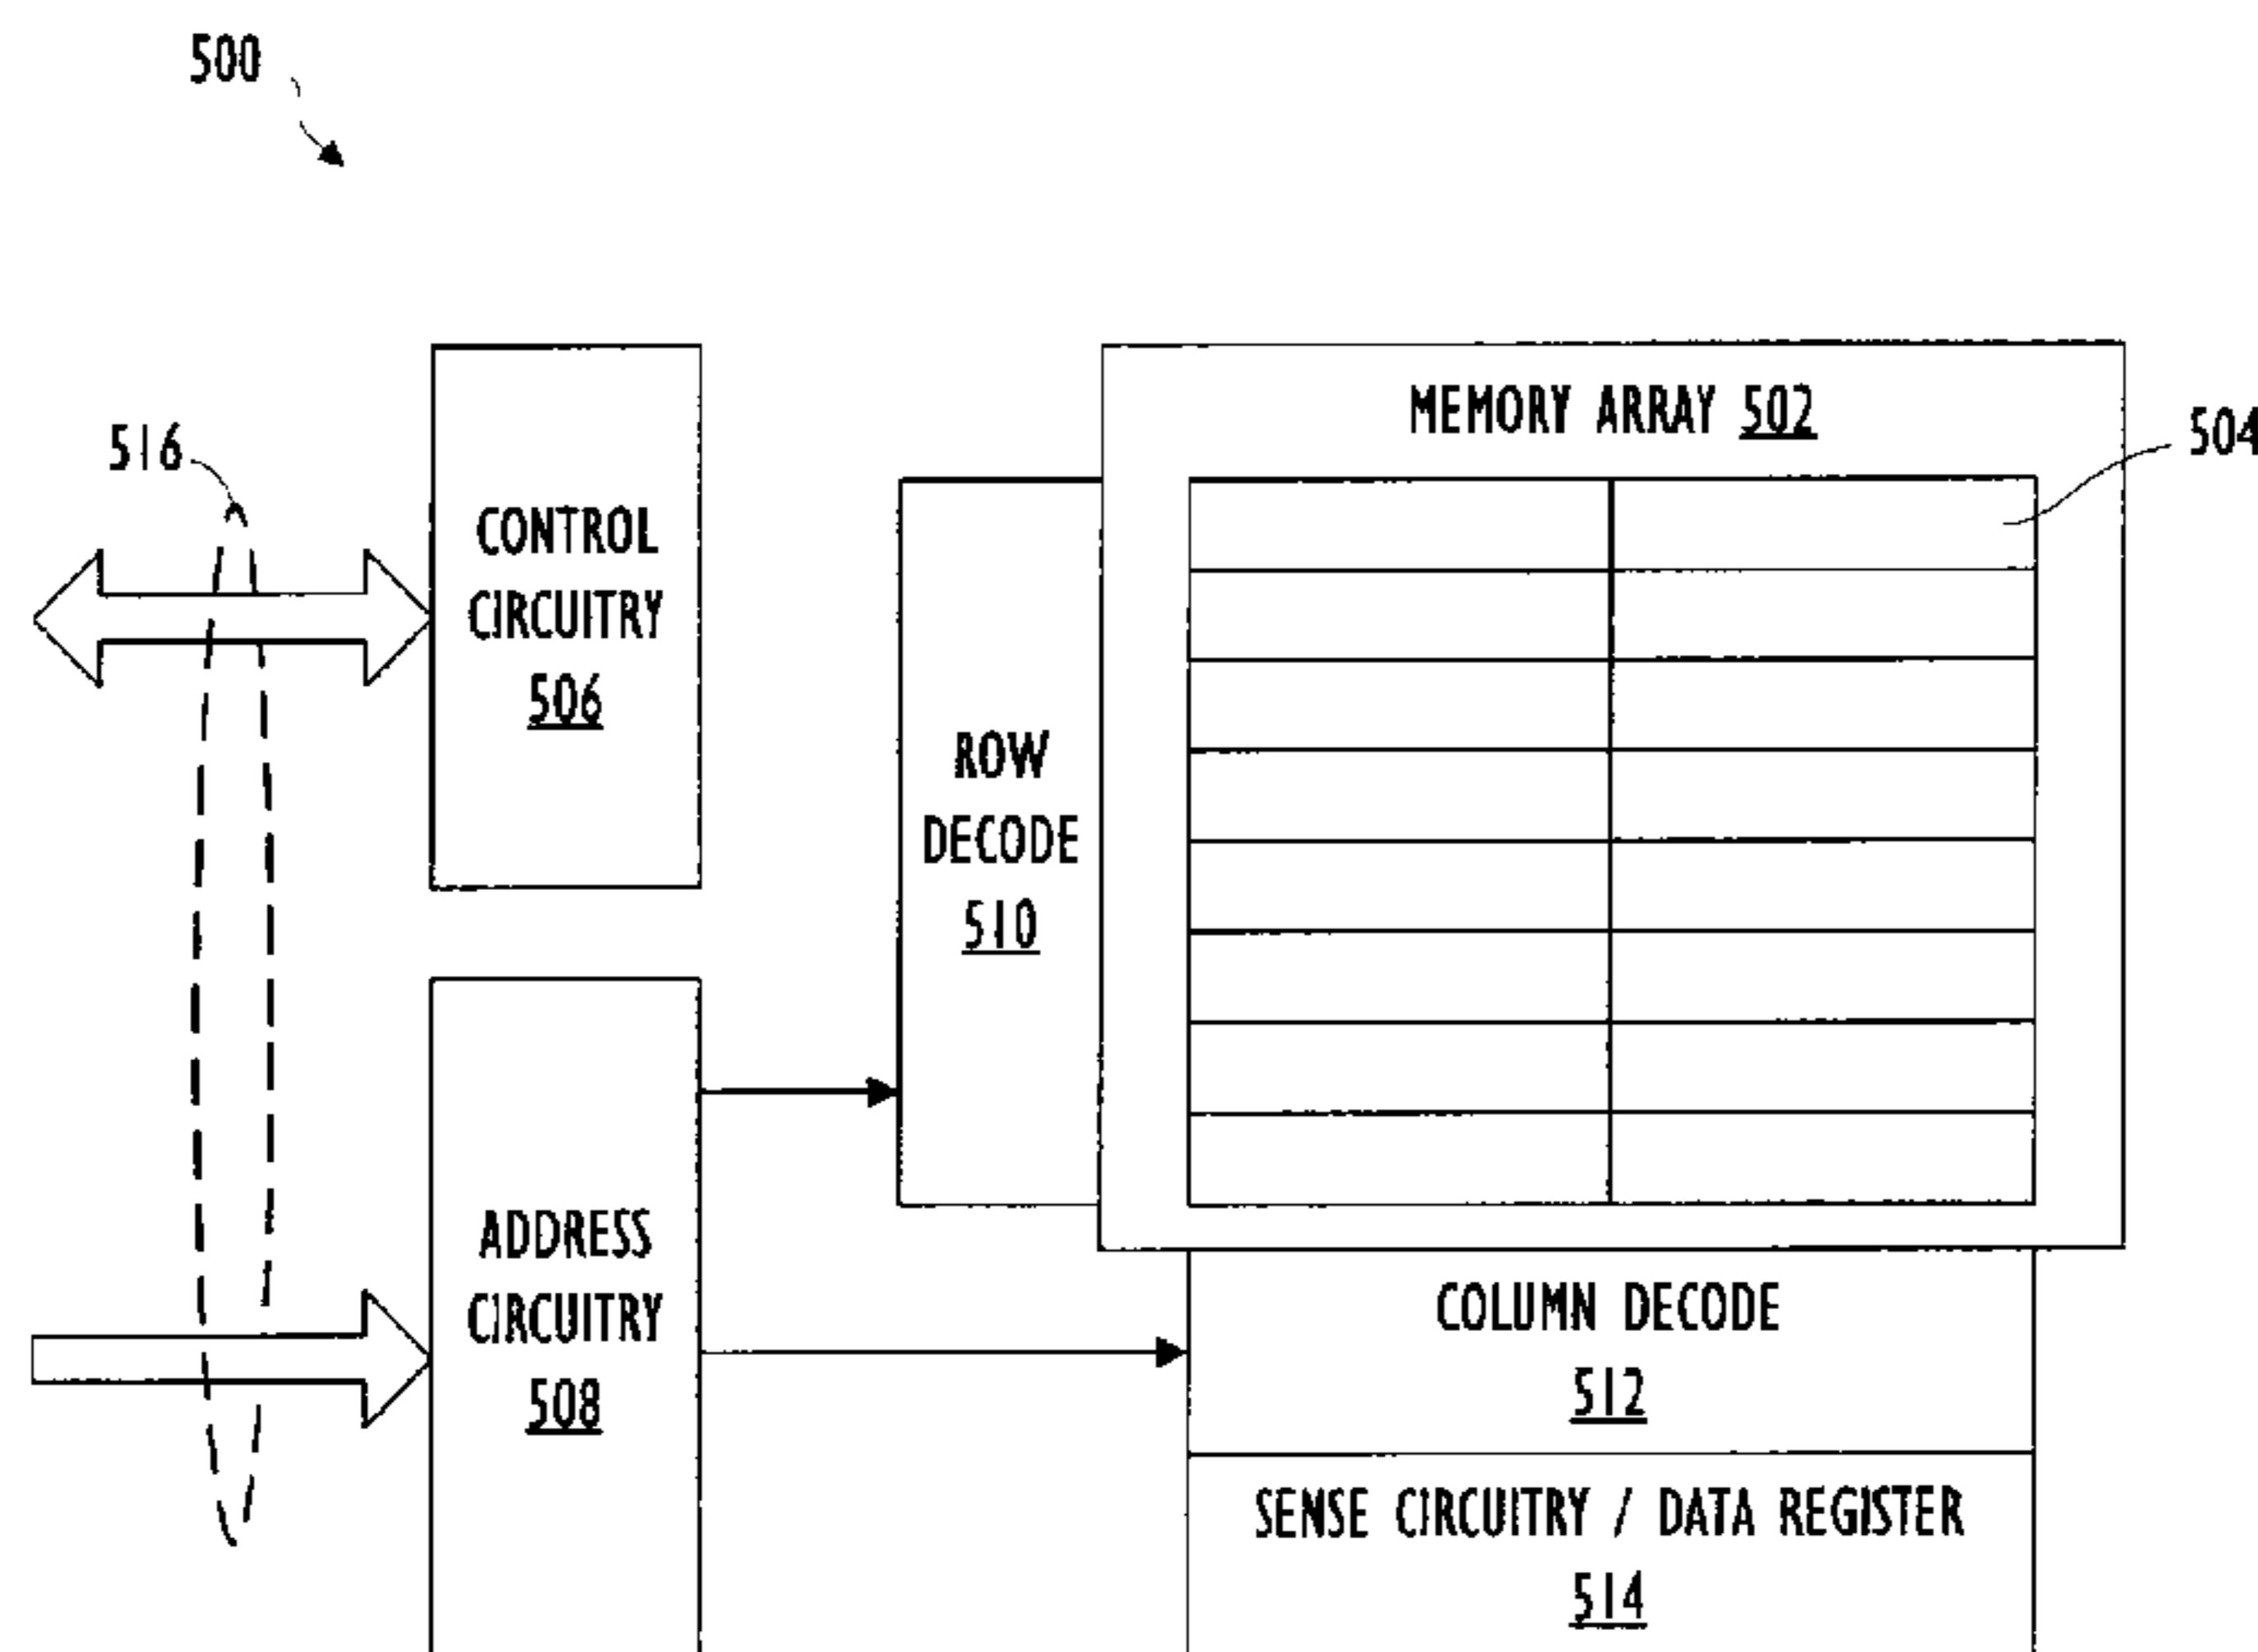 500
MEMORY ARRAY 502
504
516
CONTROL
CIRCUITRY
506
ROW
DECODE
510
ADDRESS
CIRCUITRY
508
COLUMN DECODE
512
SENSE CIRCUITRY / DATA REGISTER
514